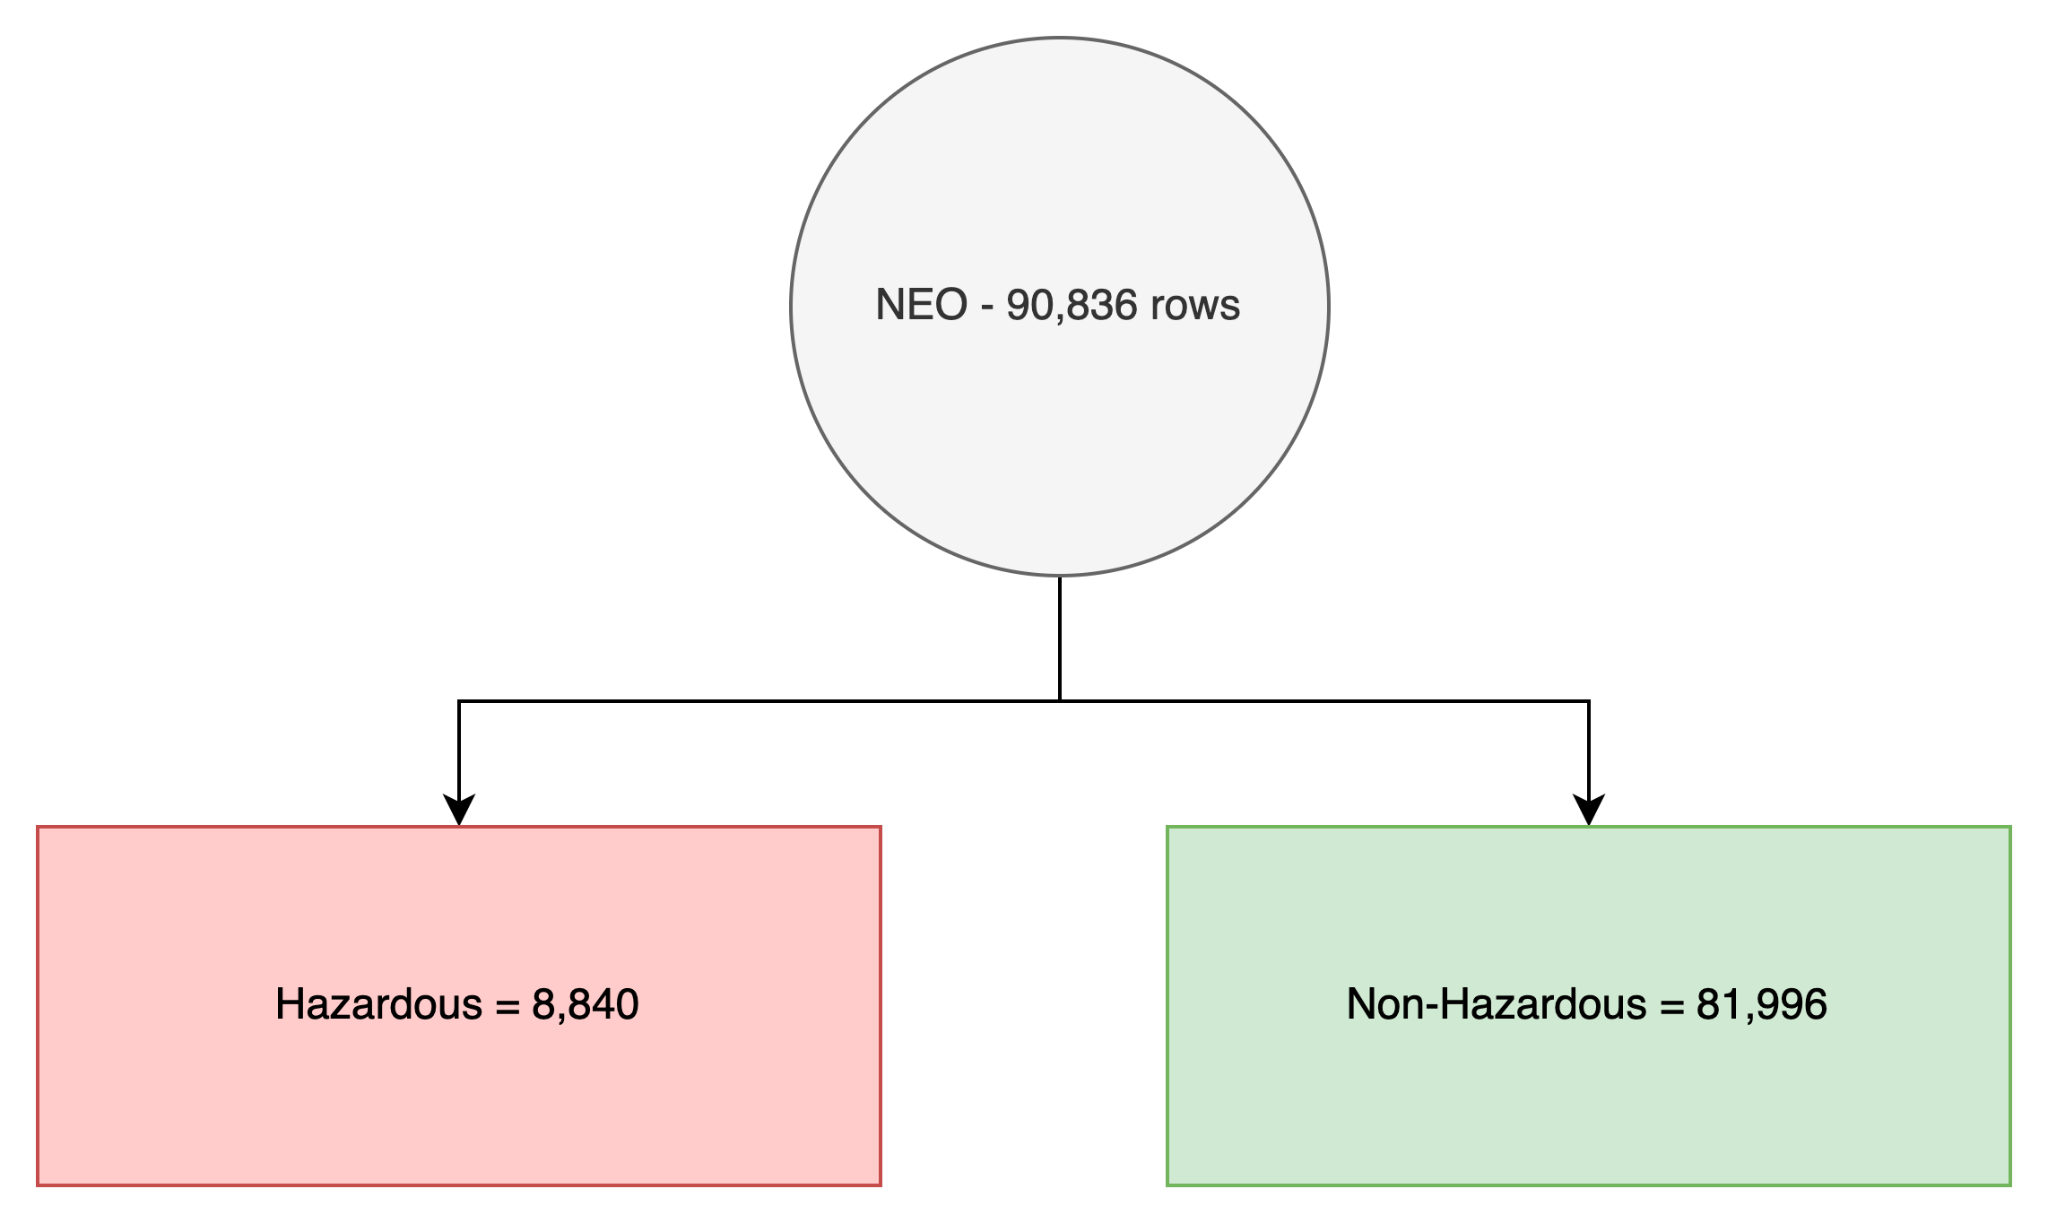 NEO - 90,836 rows
Hazardous = 8,840
Non-Hazardous = 81,996